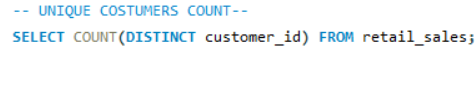 -- UNIQUE COSTUMERS COUNT--
SELECT COUNT(DISTINCT customer_id) FROM retail_sales;